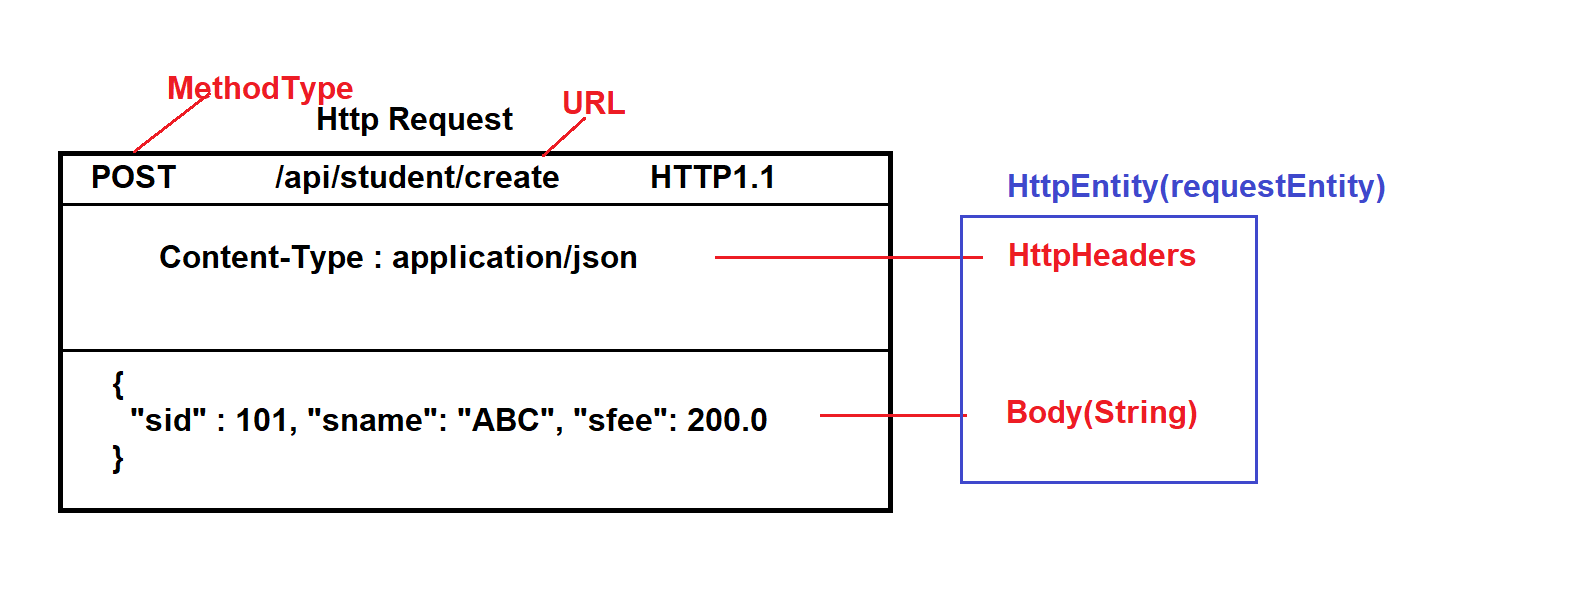 MethodType
Http Request
URL
POST /api/student/create HTTP1.1
Content-Type : application/json
{
"sid" : 101, "sname": "ABC", "sfee": 200.0
}
HttpEntity(requestEntity)
HttpHeaders
Body(String)